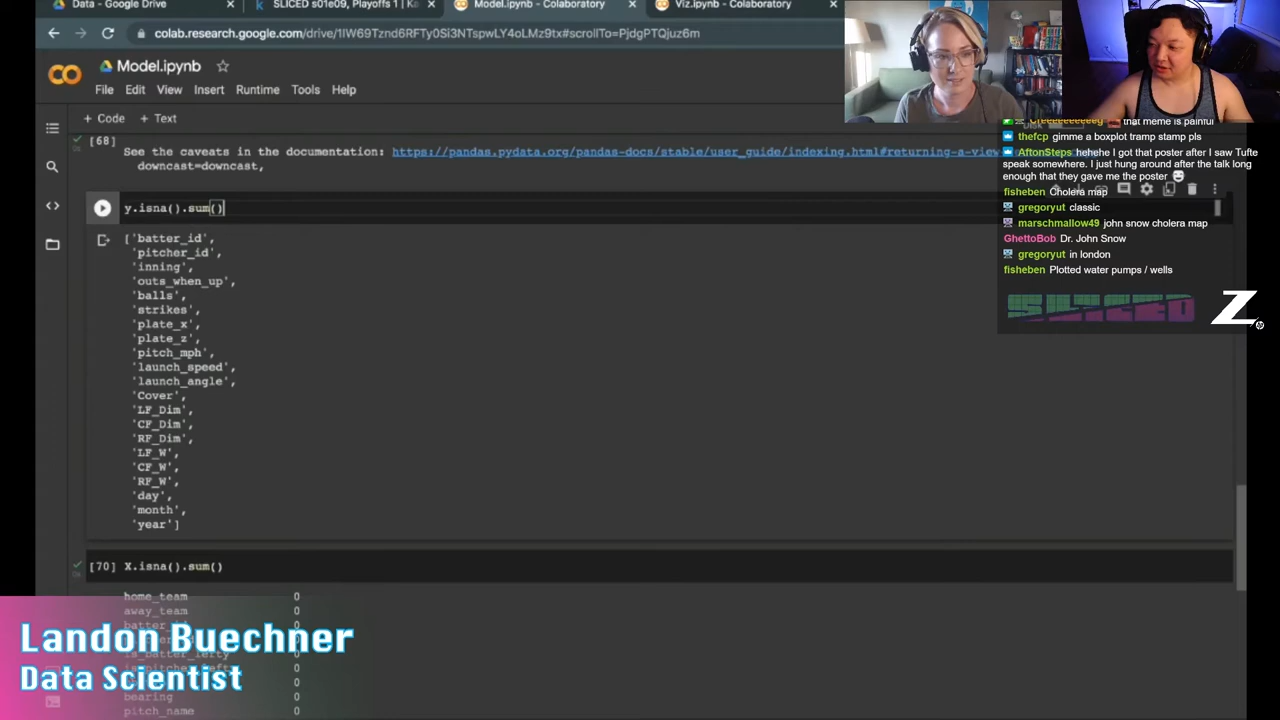 Data - Google Drive
SLICED s01e09, Playoffs 1 | Ka
Model.ipynb - Colaboratory
Viz.ipynb - Colaboratory
colab.research.google.com/drive/1IW69Tznd6RFTy0Si3NTspwLY4oLMz9tx#scrollTo=PjdgPTQjuz6m
Model.ipynb
File Edit View Insert Runtime Tools Help
+ Code + Text
[68]
See the caveats in the documentation: https://pandas.pydata.org/pandas-docs/stable/user_guide/indexing.html#returning-a-view
downcast=downcast,
y.isna().sum()
['batter_id',
'pitcher_id',
'inning',
'outs_when_up',
'balls',
'strikes',
'plate_x',
'plate_z',
'pitch_mph',
'launch_speed',
'launch_angle',
'Cover',
'LF_Dim',
'CF_Dim',
'RF_Dim',
'LF_W',
'CF_W',
'RF_W',
'day',
'month',
'year']
[70] X.isna().sum()
home_team 0
away_team 0
0
0
0
0
bearing 0
pitch_name 0
that meme is painful
thefcp gimme a boxplot tramp stamp pls
AftonSteps hehehe I got that poster after I saw Tufte
speak somewhere. I just hung around after the talk long
enough that they gave me the poster
fisheben Cholera map
gregoryut classic
marschmallow49 john snow cholera map
GhettoBob Dr. John Snow
gregoryut in london
fisheben Plotted water pumps / wells
SLICED
Landon Buechner
Data Scientist